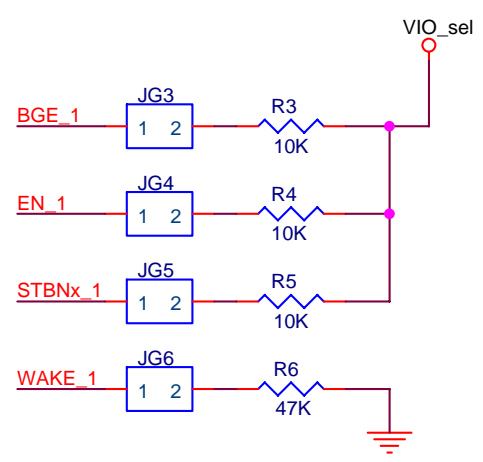 VIO_sel
JG3
BGE_1 1 2 R3
10K
JG4
EN_1 1 2 R4
10K
JG5
STBNx_1 1 2 R5
10K
JG6
WAKE_1 1 2 R6
47K